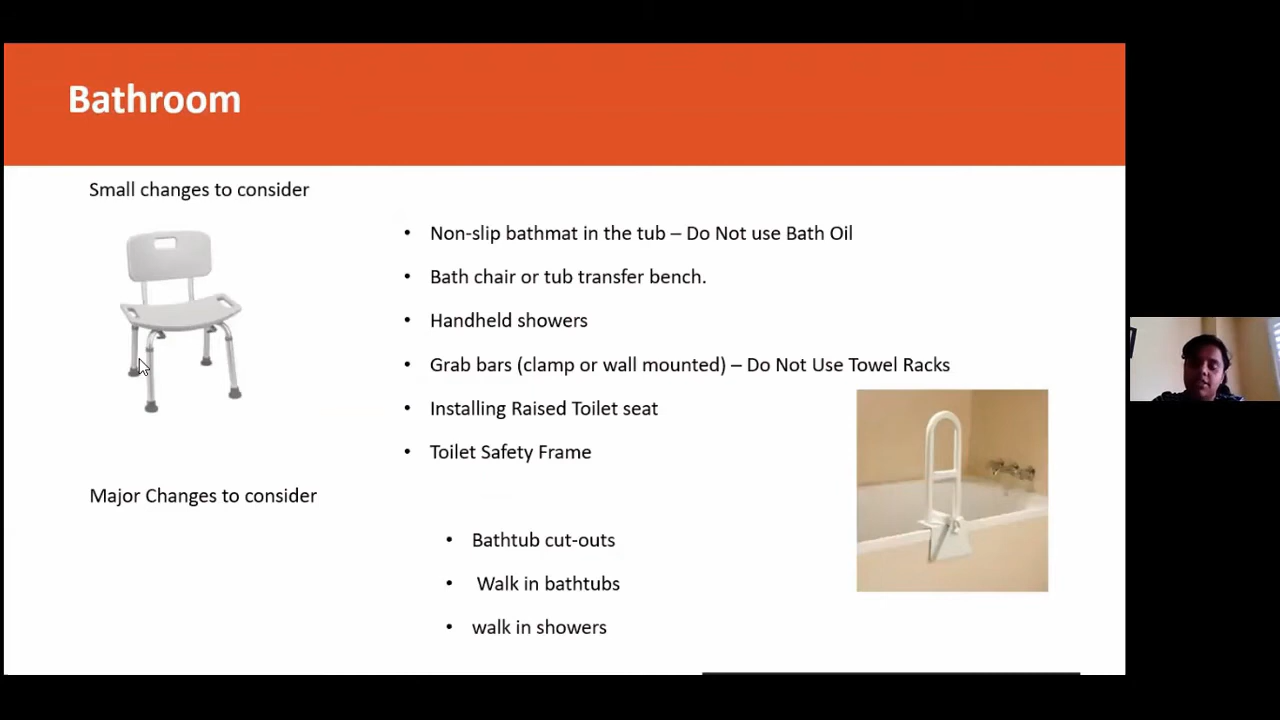 Bathroom
Small changes to consider
• Non-slip bathmat in the tub – Do Not use Bath Oil
• Bath chair or tub transfer bench.
• Handheld showers
• Grab bars (clamp or wall mounted) – Do Not Use Towel Racks
• Installing Raised Toilet seat
• Toilet Safety Frame
Major Changes to consider
• Bathtub cut-outs
• Walk in bathtubs
• walk in showers